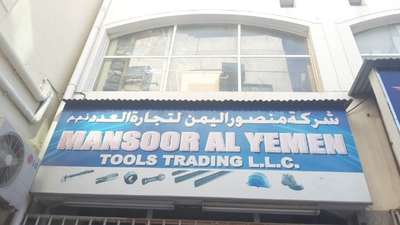 شركة منصور اليمن لتجارة العدد ذ.م.م
MANSOOR AL YEMEN
TOOLS TRADING L.L.C.